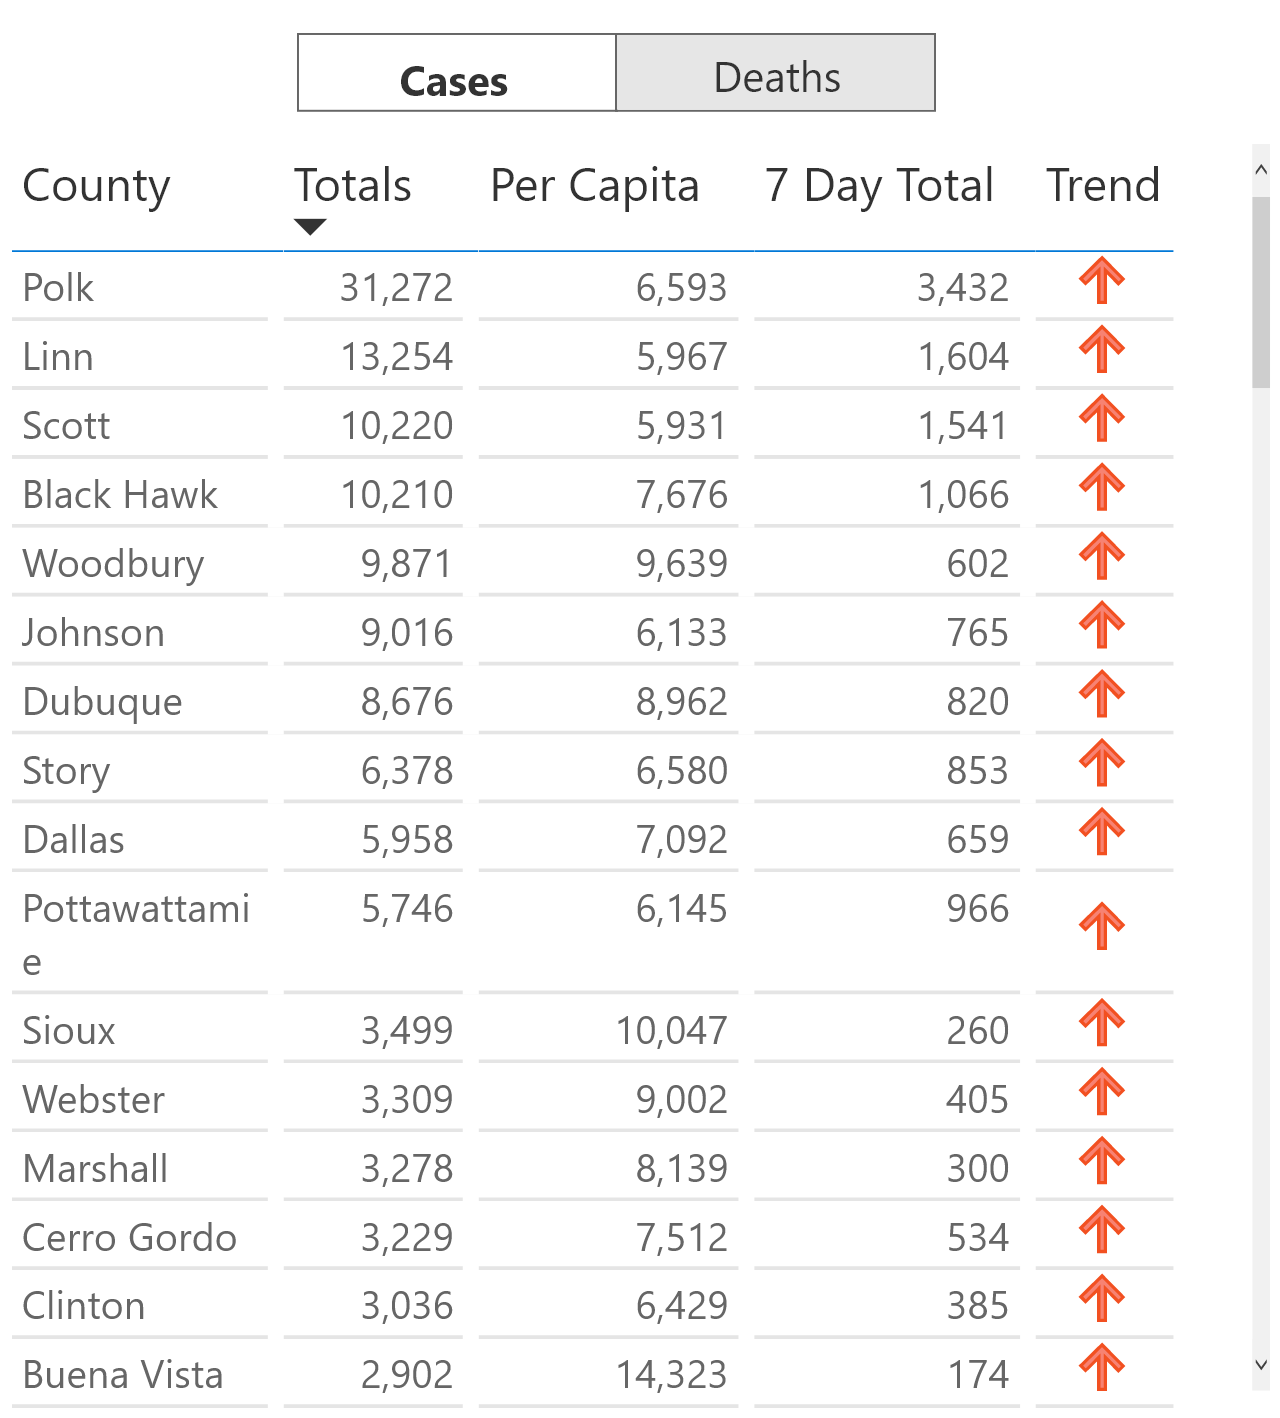 Cases Deaths
County Totals Per Capita 7 Day Total Trend
Polk 31,272 6,593 3,432
Linn 13,254 5,967 1,604
Scott 10,220 5,931 1,541
Black Hawk 10,210 7,676 1,066
Woodbury 9,871 9,639 602
Johnson 9,016 6,133 765
Dubuque 8,676 8,962 820
Story 6,378 6,580 853
Dallas 5,958 7,092 659
Pottawattami 5,746 6,145 966
e
Sioux 3,499 10,047 260
Webster 3,309 9,002 405
Marshall 3,278 8,139 300
Cerro Gordo 3,229 7,512 534
Clinton 3,036 6,429 385
Buena Vista 2,902 14,323 174